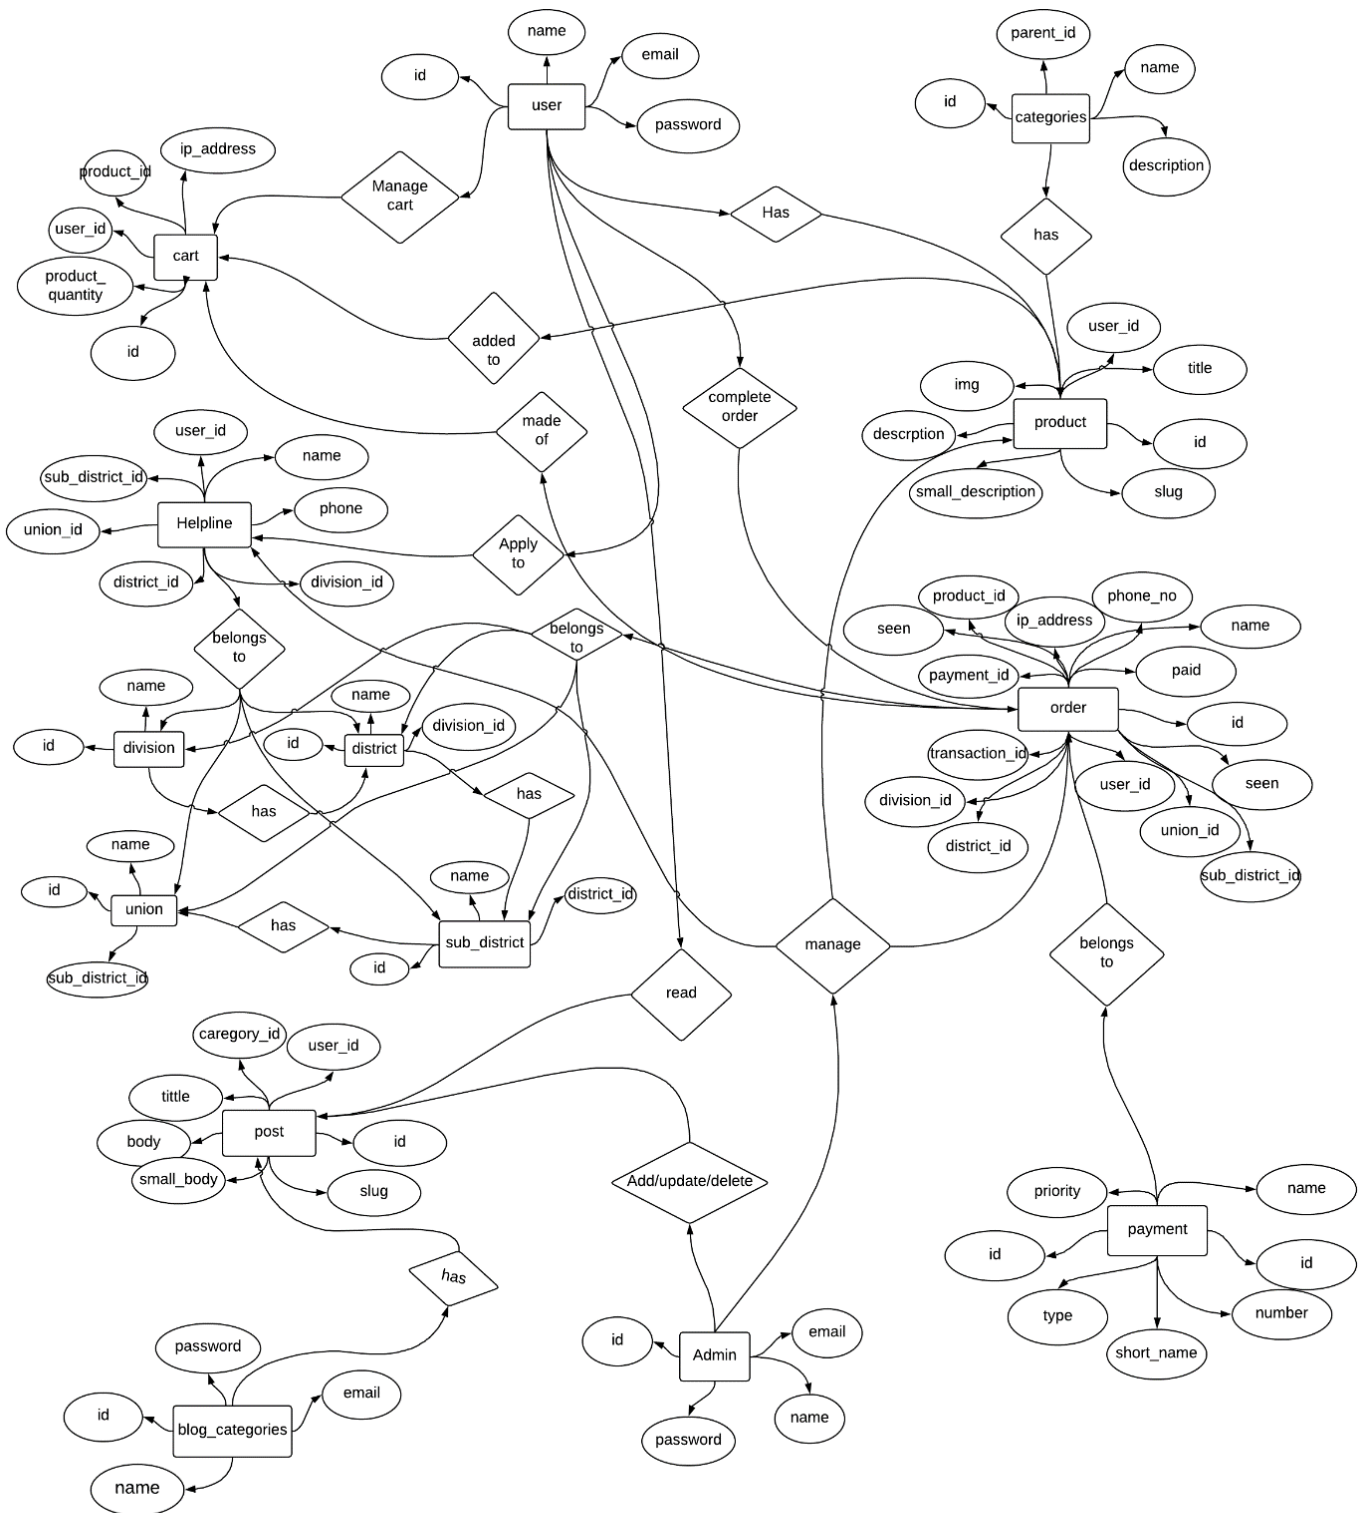 name
parent_id
id
email
name
user
categories
id
password
description
ip_address
product_id
Manage
cart
Has
user_id
has
cart
product_
quantity
id
added
to
user_id
title
img
product
id
complete
order
descrption
made
of
user_id
name
sub_district_id
small_description
slug
phone
Helpline
union_id
Apply
to
district_id
division_id
product_id
phone_no
ip_address
seen
name
belongs
to
belongs
to
payment_id
paid
order
id
name
name
division_id
id
division
id
district
transaction_id
user_id
seen
division_id
has
has
union_id
district_id
sub_district_id
name
name
district_id
id
union
has
sub_district
id
sub_district_id
manage
belongs
to
read
caregory_id
user_id
tittle
post
body
id
small_body
slug
Add/update/delete
priority
name
payment
id
id
has
type
number
short_name
password
id
email
Admin
email
id
blog_categories
name
password
name